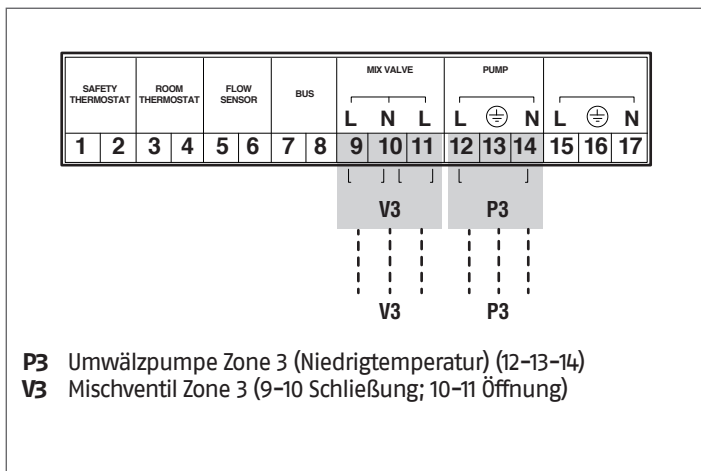 SAFETY THERMOSTAT ROOM THERMOSTAT FLOW SENSOR BUS MIX VALVE PUMP
L N L L N L N
1 2 3 4 5 6 7 8 9 10 11 12 13 14 15 16 17
V3 P3
V3 P3
P3 Umwälzpumpe Zone 3 (Niedrigtemperatur) (12-13-14)
V3 Mischventil Zone 3 (9-10 Schließung; 10-11 Öffnung)